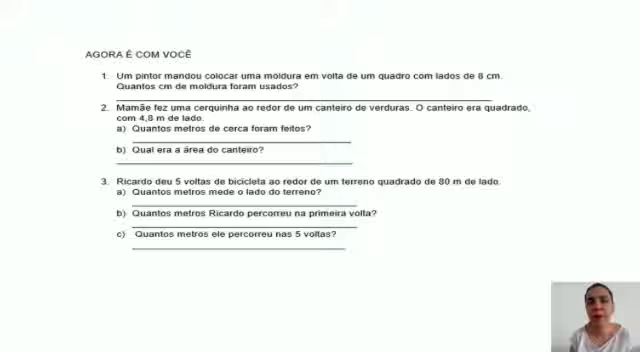 AGORA É COM VOCÊ
1. Um pintor mandou colocar uma moldura em volta de um quadro com lados de 8 cm.
Quantos cm de moldura foram usados?
2. Mamãe fez uma cerquinha ao redor de um canteiro de verduras. O canteiro era quadrado,
com 4,8 m de lado.
a) Quantos metros de cerca foram feitos?
b) Qual era a área do canteiro?
3. Ricardo deu 5 voltas de bicicleta ao redor de um terreno quadrado de 80 m de lado.
a) Quantos metros mede o lado do terreno?
b) Quantos metros Ricardo percorreu na primeira volta?
c) Quantos metros ele percorreu nas 5 voltas?